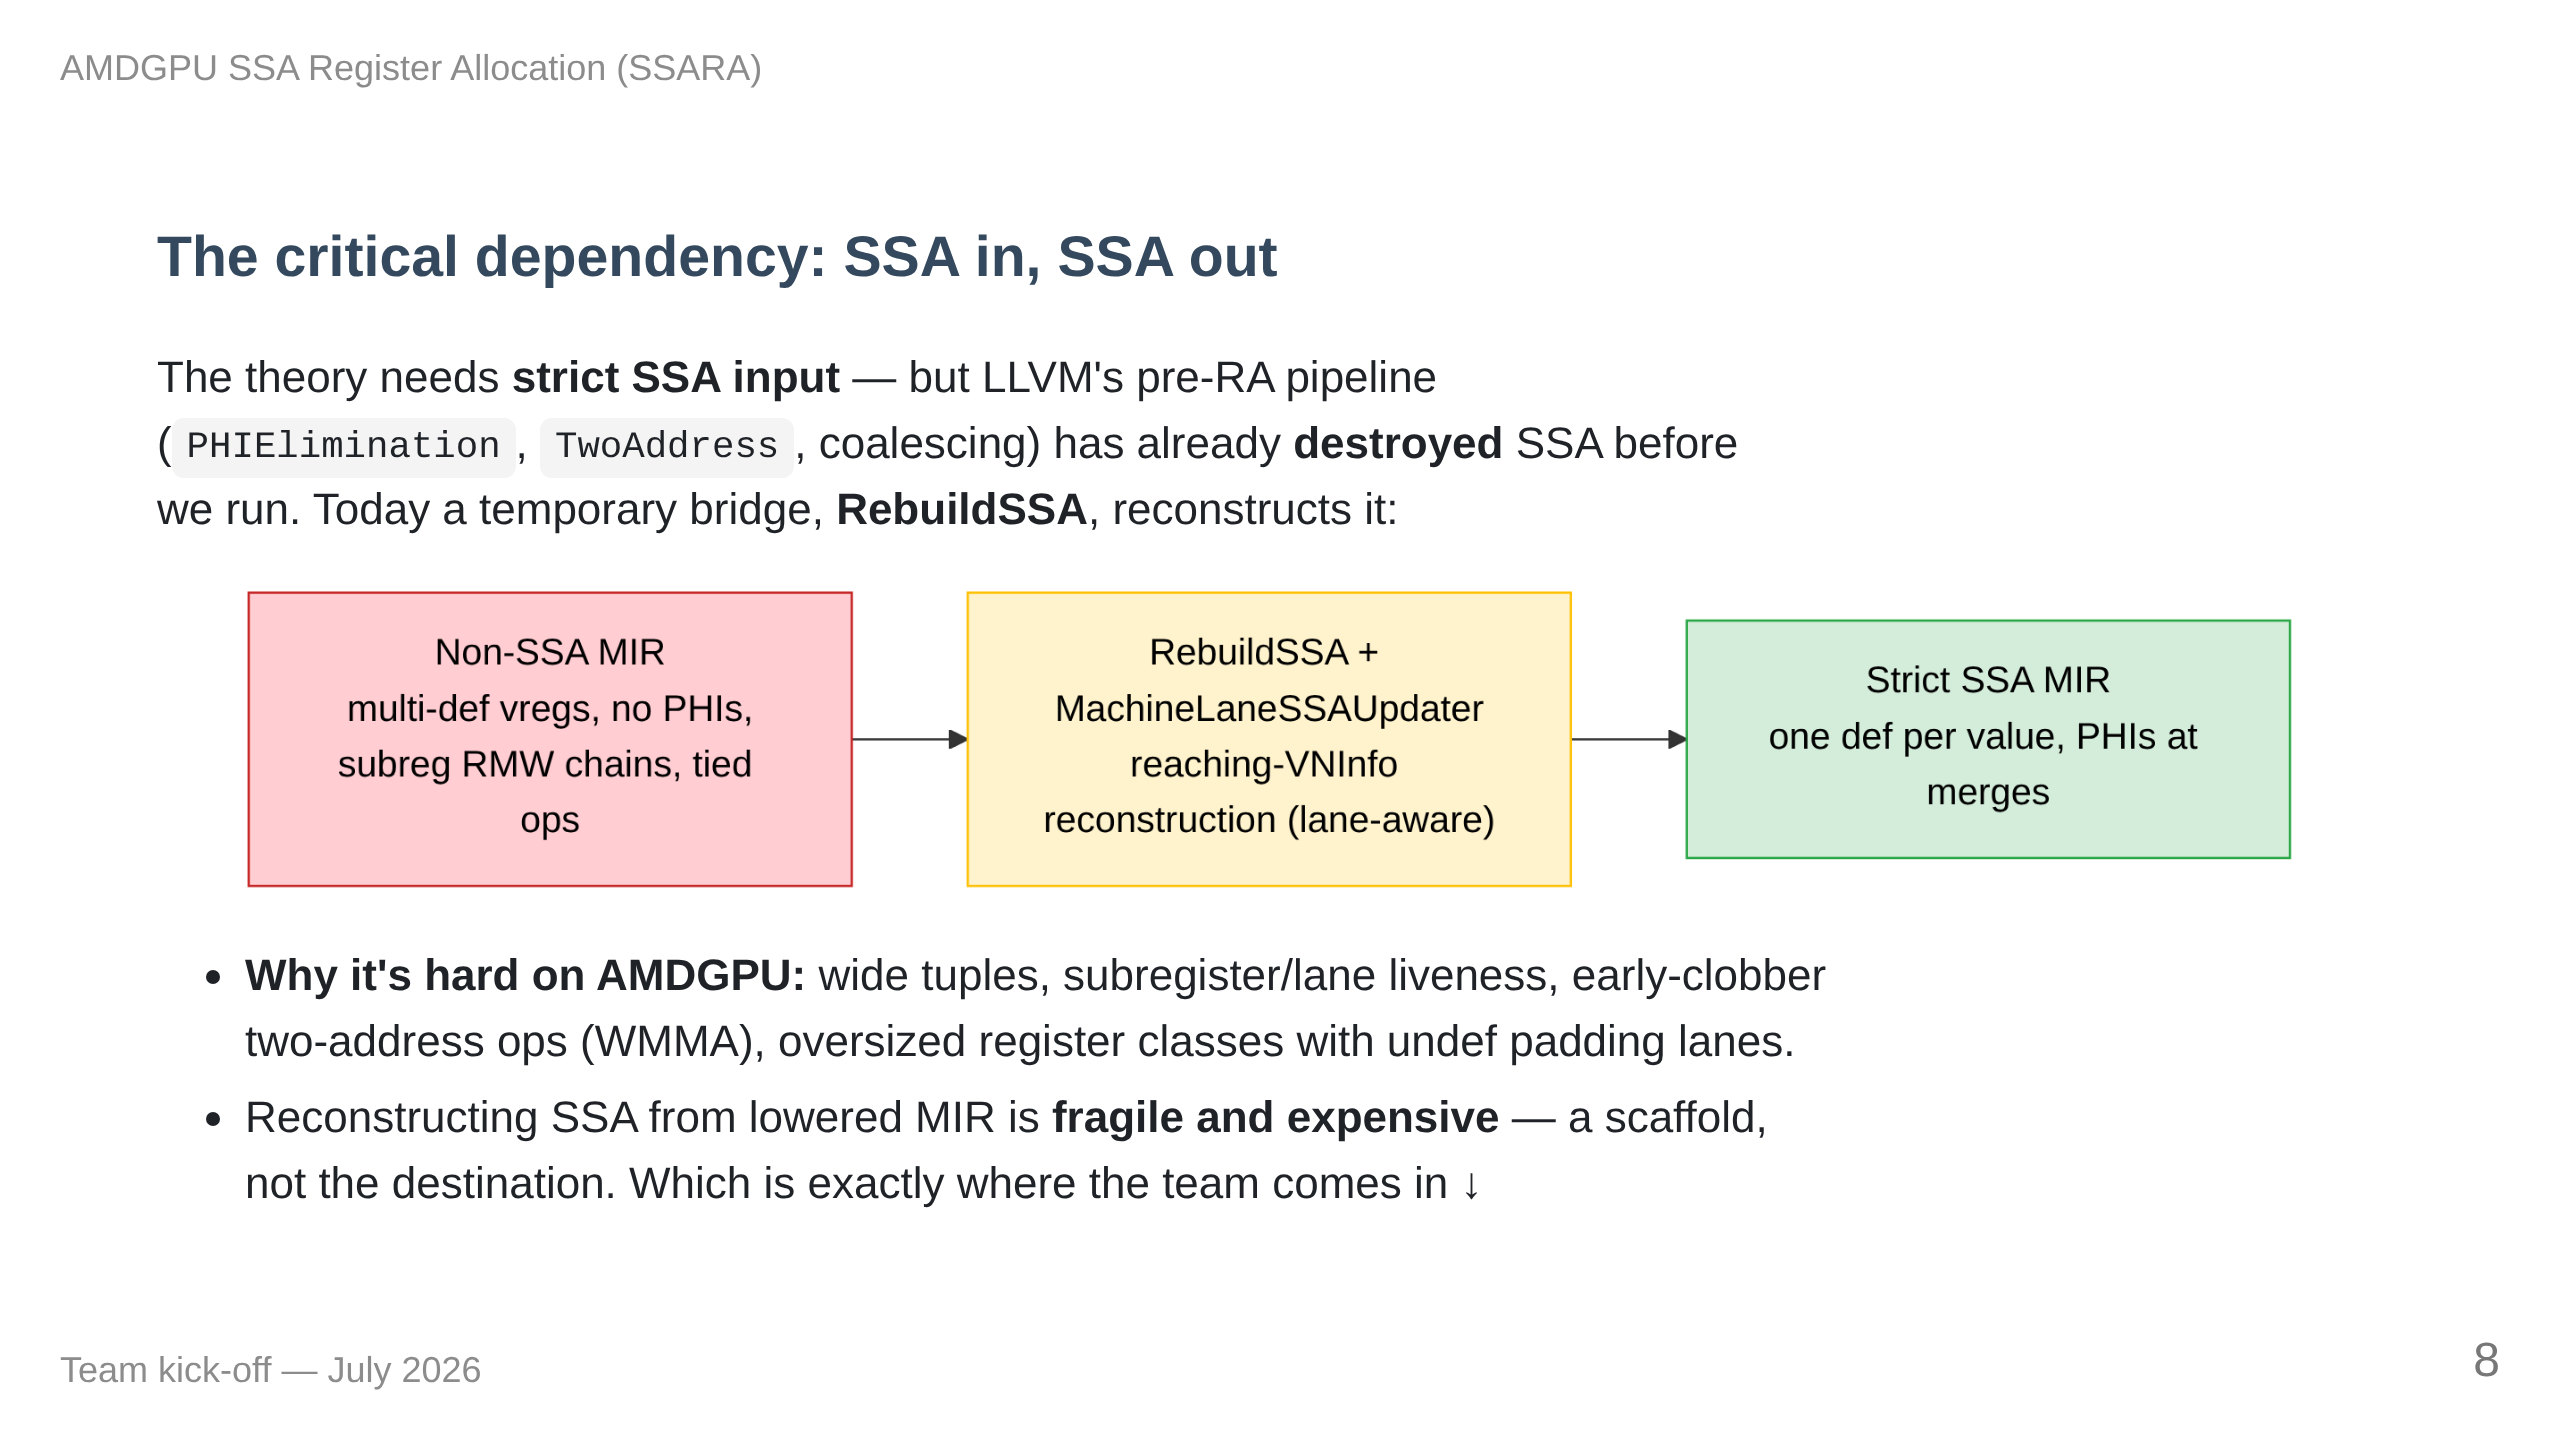 AMDGPU SSA Register Allocation (SSARA)
The critical dependency: SSA in, SSA out
The theory needs strict SSA input — but LLVM's pre-RA pipeline
(PHIElimination, TwoAddress, coalescing) has already destroyed SSA before
we run. Today a temporary bridge, RebuildSSA, reconstructs it:
Non-SSA MIR
multi-def vregs, no PHIs,
subreg RMW chains, tied
ops
RebuildSSA +
MachineLaneSSAUpdater
reaching-VNInfo
reconstruction (lane-aware)
Strict SSA MIR
one def per value, PHIs at
merges
• Why it's hard on AMDGPU: wide tuples, subregister/lane liveness, early-clobber
two-address ops (WMMA), oversized register classes with undef padding lanes.
• Reconstructing SSA from lowered MIR is fragile and expensive — a scaffold,
not the destination. Which is exactly where the team comes in ↓
Team kick-off — July 2026
8